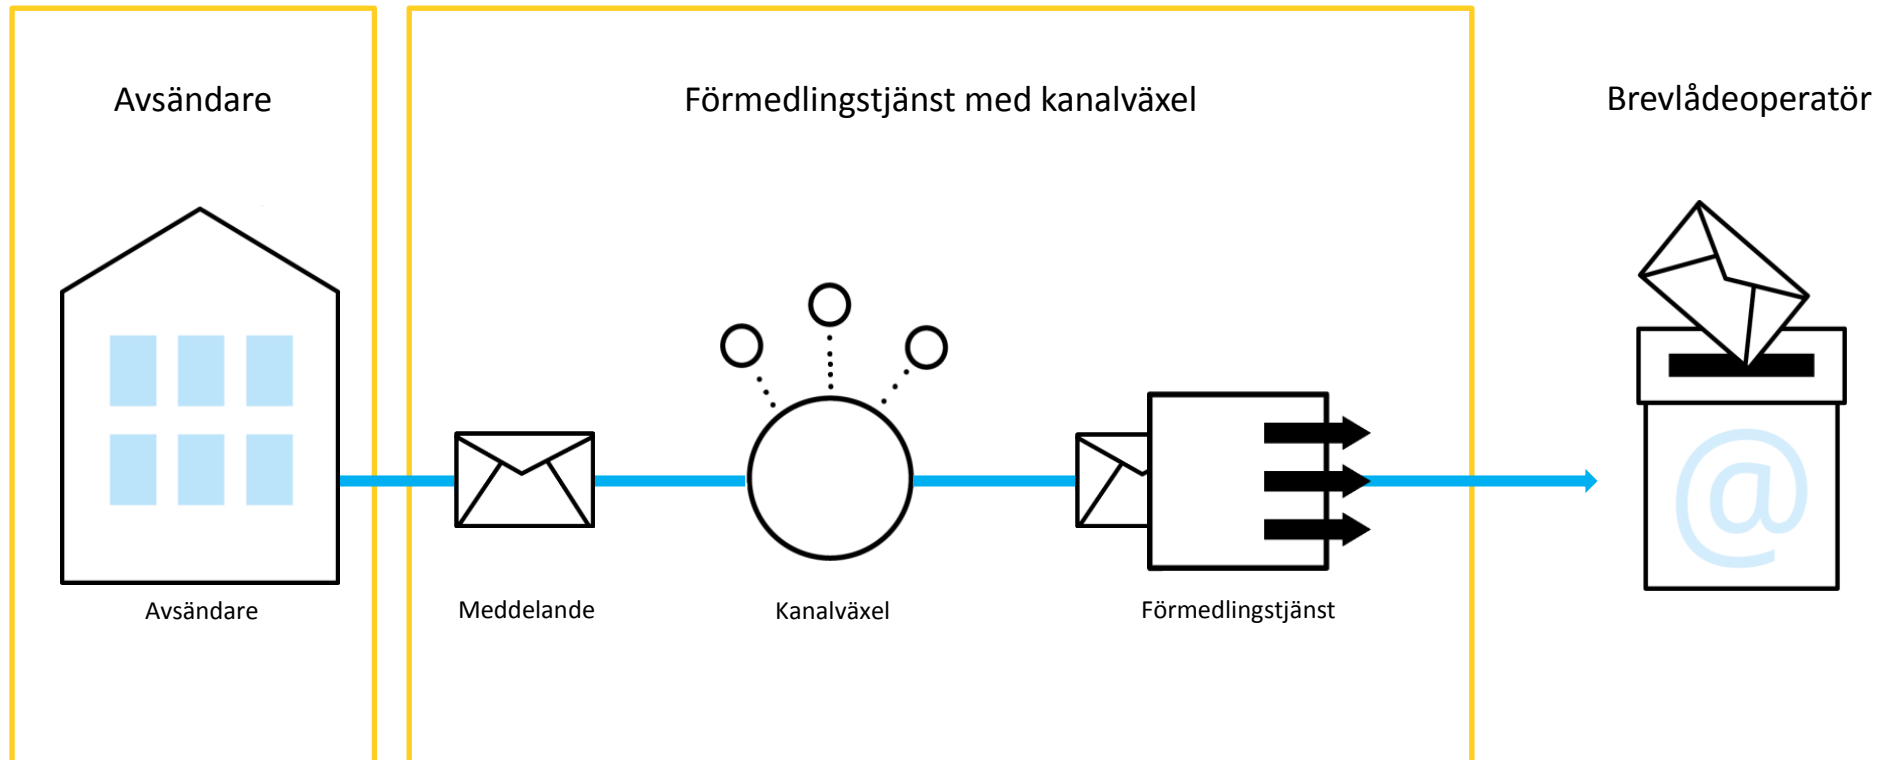 Avsändare
Förmedlingstjänst med kanalväxel
Brevlådeoperatör
@
Avsändare
Meddelande
Kanalväxel
Förmedlingstjänst